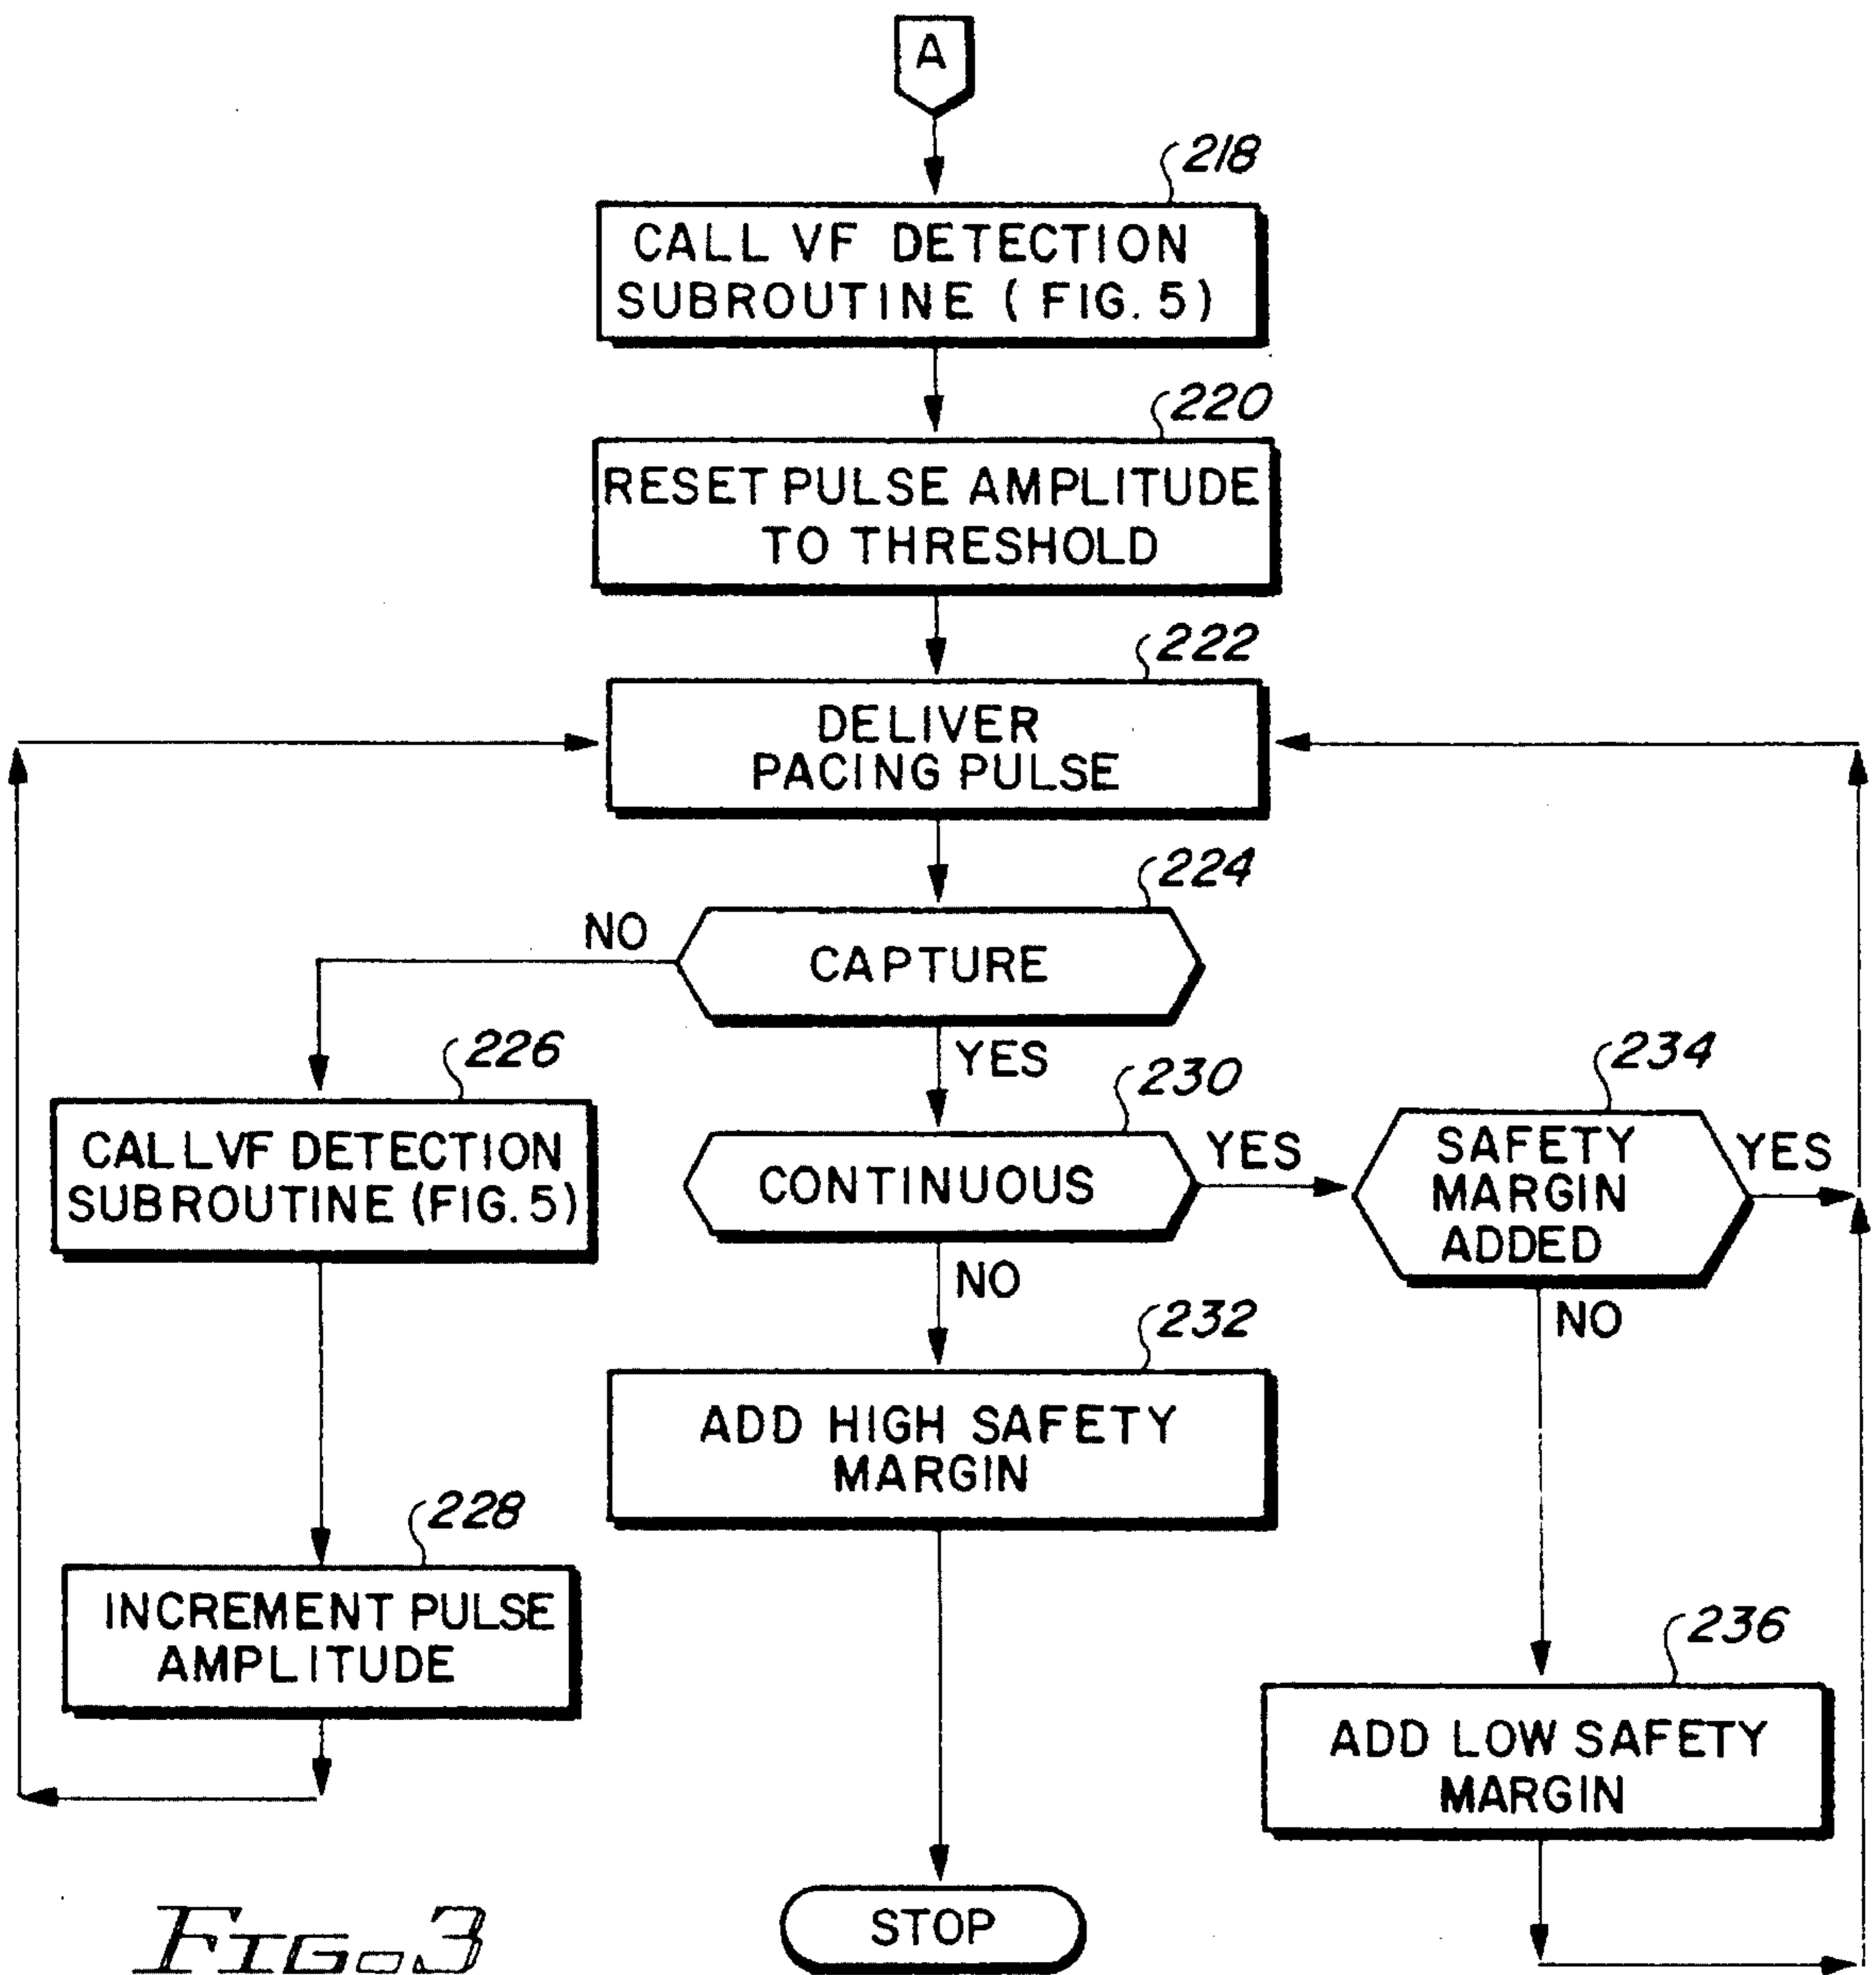 A
218
CALL VF DETECTION
SUBROUTINE (FIG. 5)
220
RESET PULSE AMPLITUDE
TO THRESHOLD
222
DELIVER
PACING PULSE
224
NO
CAPTURE
YES
226
CALL VF DETECTION
SUBROUTINE (FIG. 5)
228
INCREMENT PULSE
AMPLITUDE
230
CONTINUOUS
YES
NO
234
SAFETY
MARGIN
ADDED
YES
NO
232
ADD HIGH SAFETY
MARGIN
236
ADD LOW SAFETY
MARGIN
STOP
FIG. 3